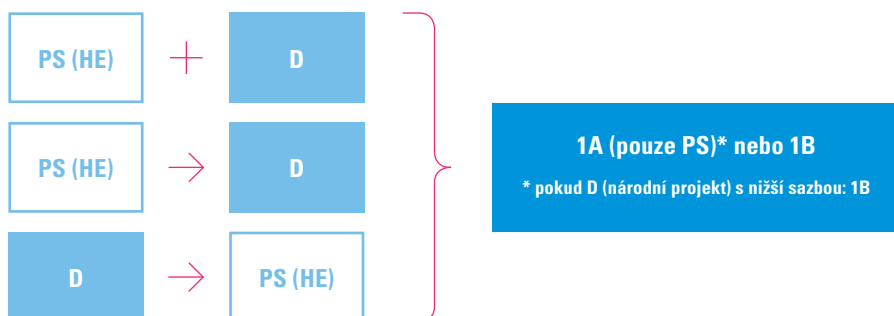 PS (HE) + D
PS (HE) → D
D → PS (HE)
1A (pouze PS)* nebo 1B
* pokud D (národní projekt) s nižší sazbou: 1B